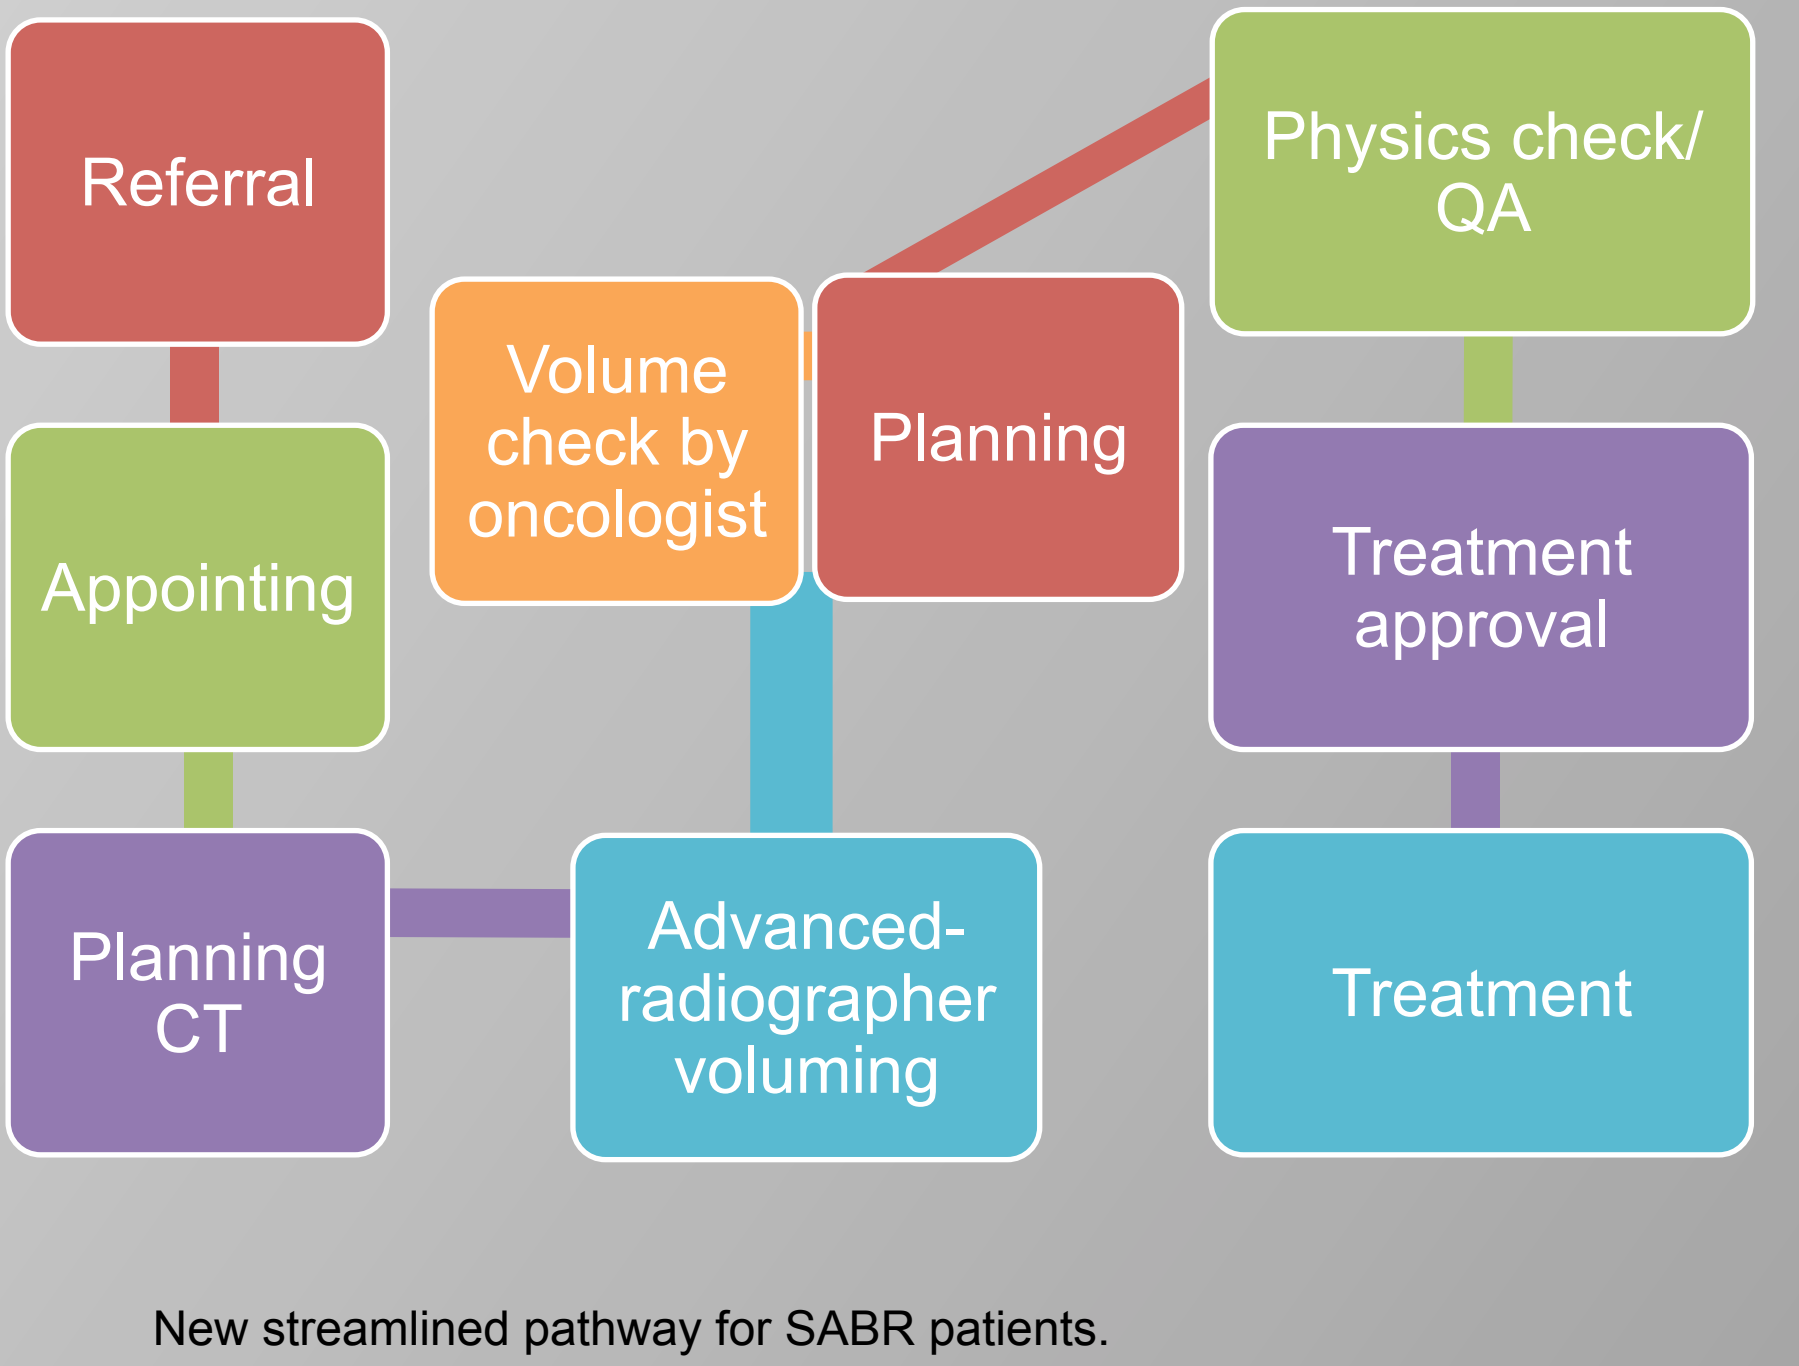 Referral
Appointing
Planning
CT
Advanced-
radiographer
voluming
Volume
check by
oncologist
Planning
Physics check/
QA
Treatment
approval
Treatment
New streamlined pathway for SABR patients.